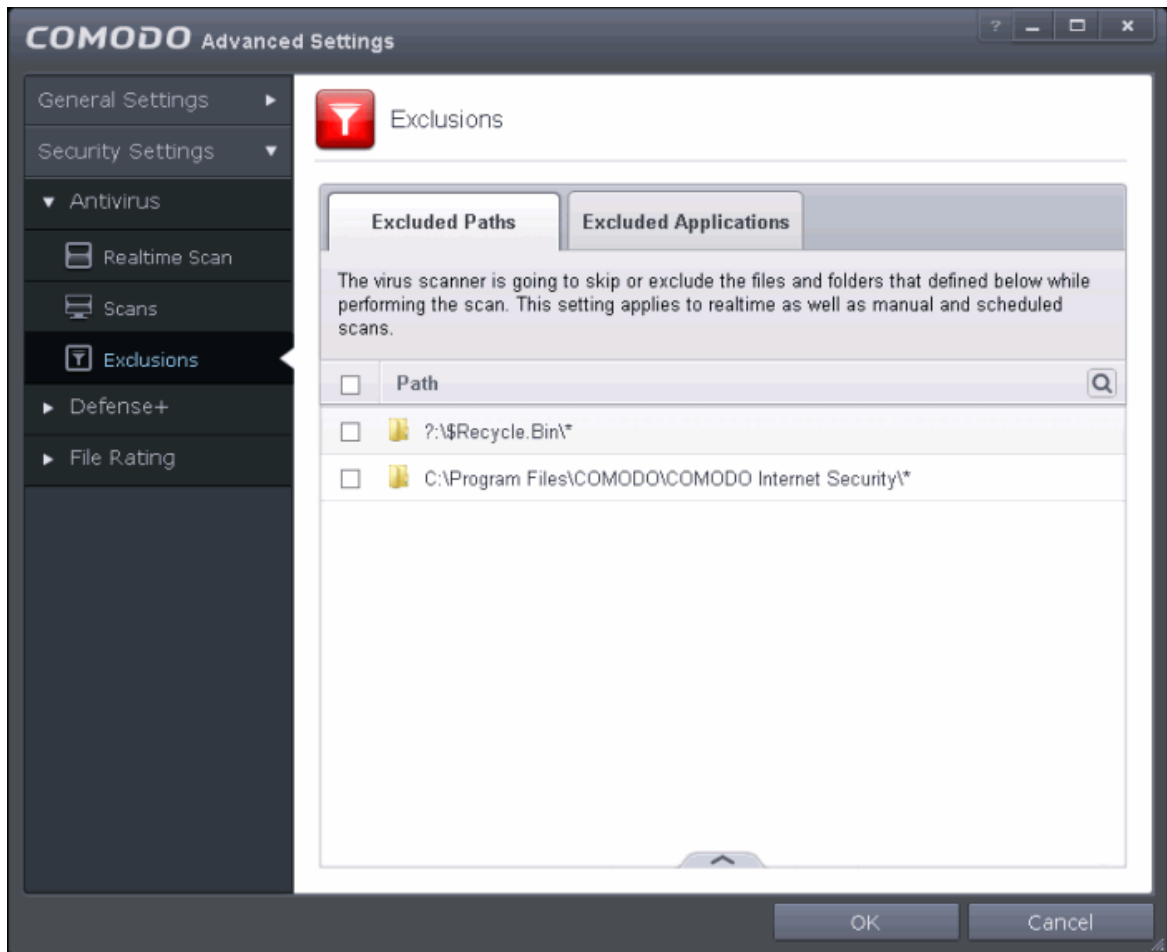 COMODO Advanced Settings
?
General Settings
Security Settings
Antivirus
Realtime Scan
Scans
Exclusions
Defense+
File Rating
Exclusions
Excluded Paths
Excluded Applications
The virus scanner is going to skip or exclude the files and folders that defined below while
performing the scan. This setting applies to realtime as well as manual and scheduled
scans.
Path
?:\$Recycle.Bin\*
C:\Program Files\COMODO\COMODO Internet Security\*
OK
Cancel